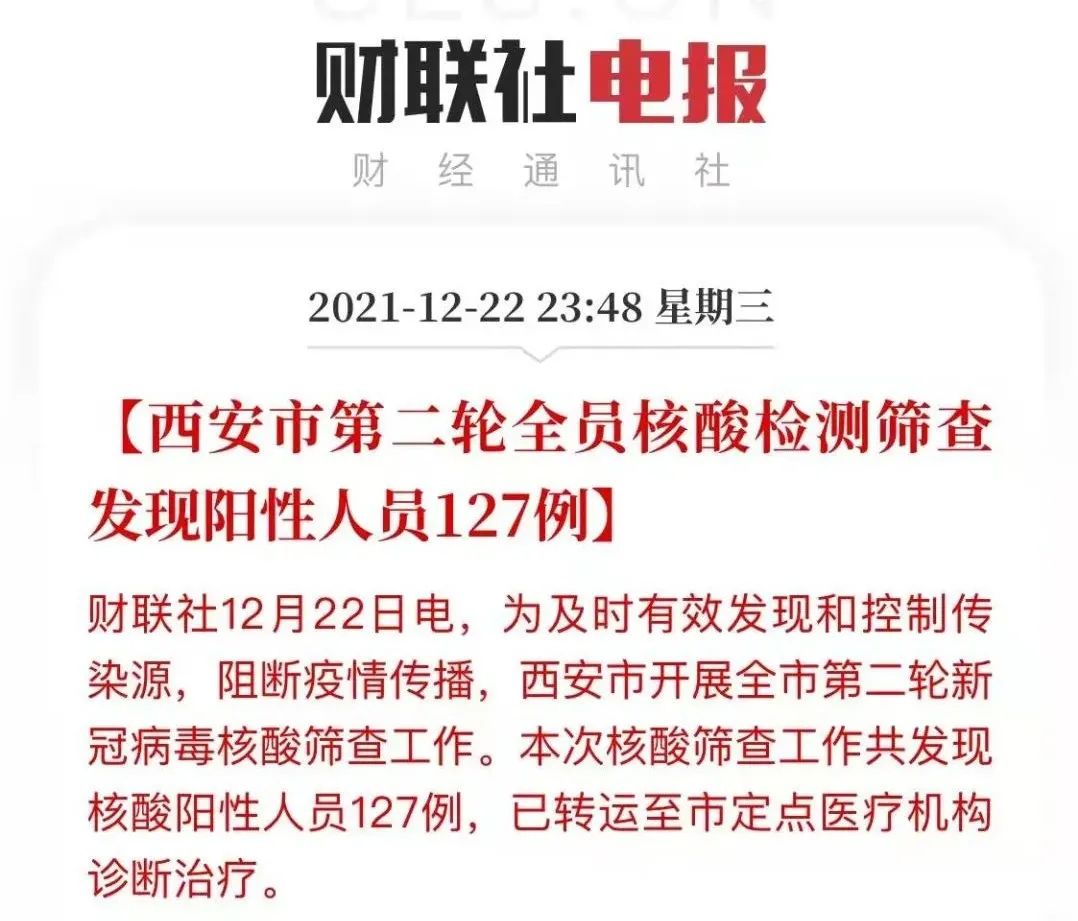 财联社电报
财经通讯社
2021-12-22 23:48 星期三
【西安市第二轮全员核酸检测筛查
发现阳性人员127例】
财联社12月22日电，为及时有效发现和控制传
染源，阻断疫情传播，西安市开展全市第二轮新
冠病毒核酸筛查工作。本次核酸筛查工作共发现
核酸阳性人员127例，已转运至市定点医疗机构
诊断治疗。